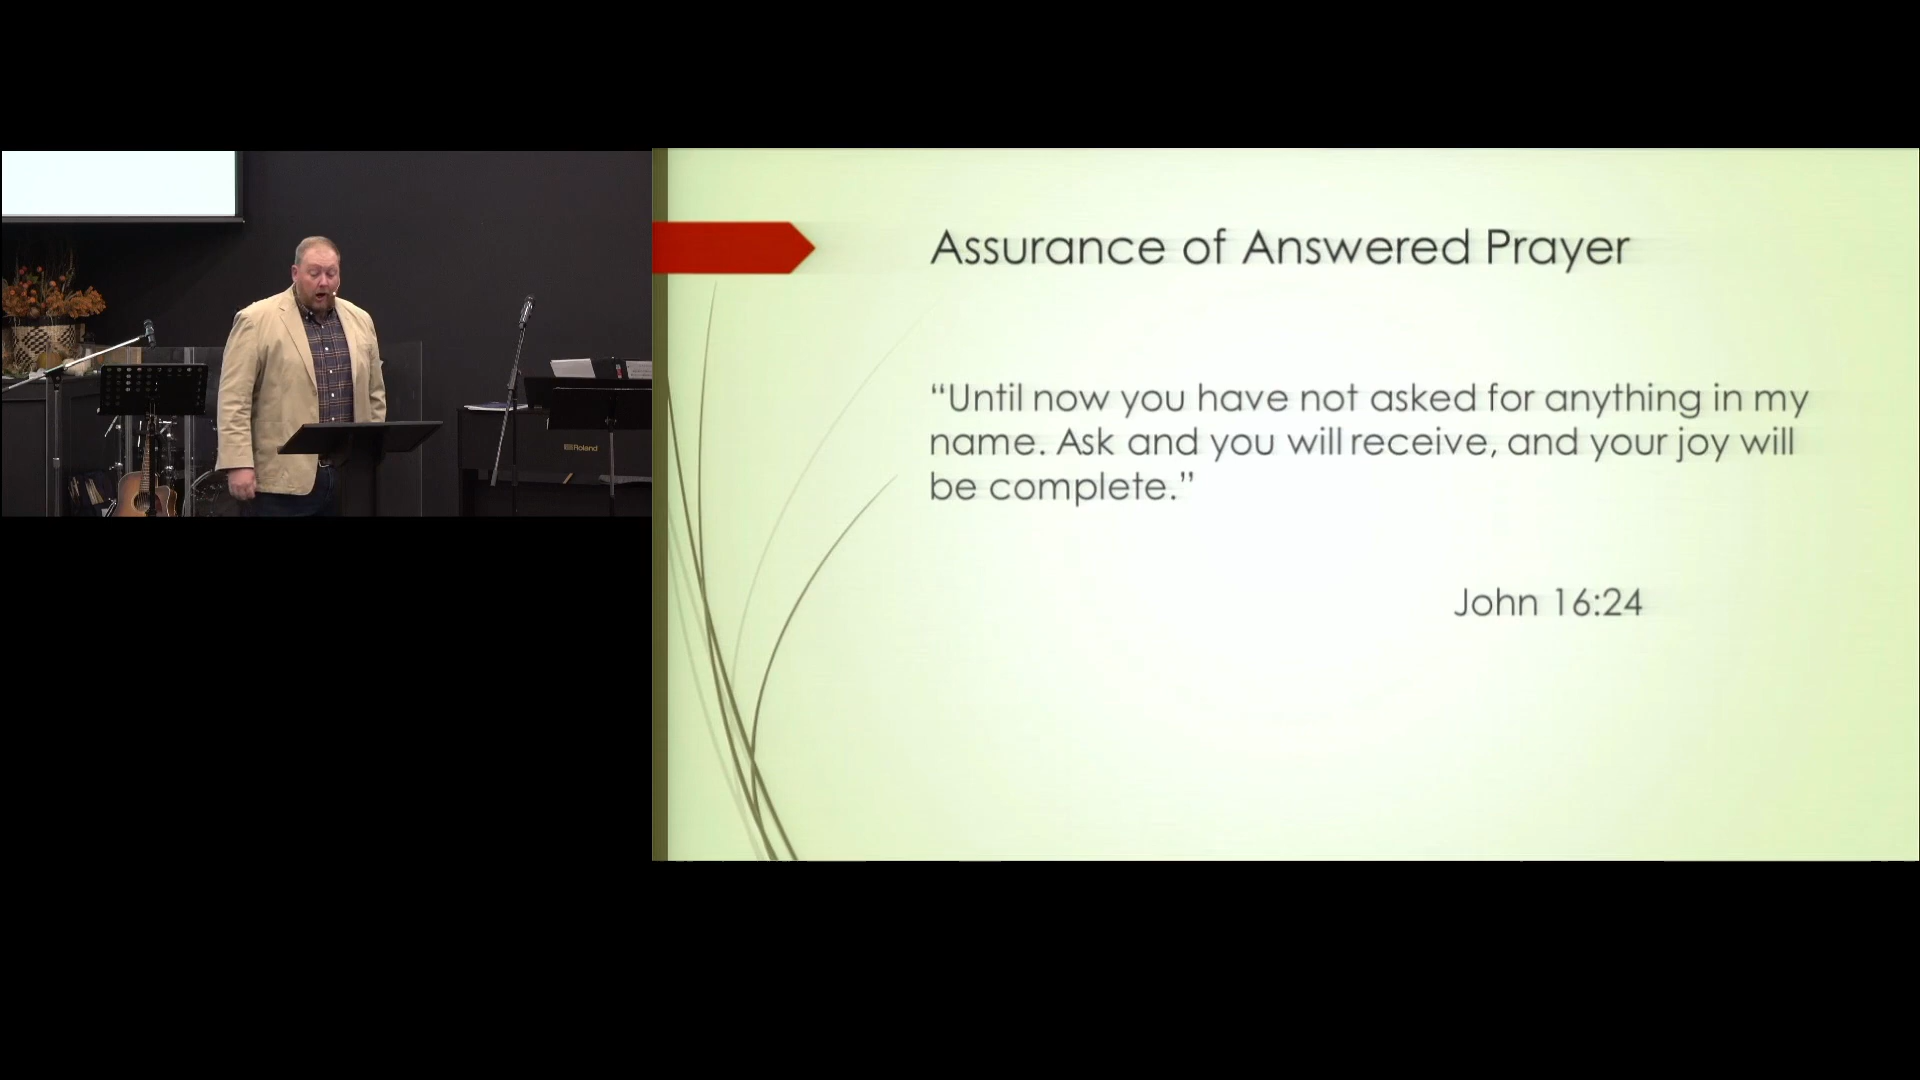 Assurance of Answered Prayer
“Until now you have not asked for anything in my
name. Ask and you will receive, and your joy will
be complete.”
John 16:24
Roland